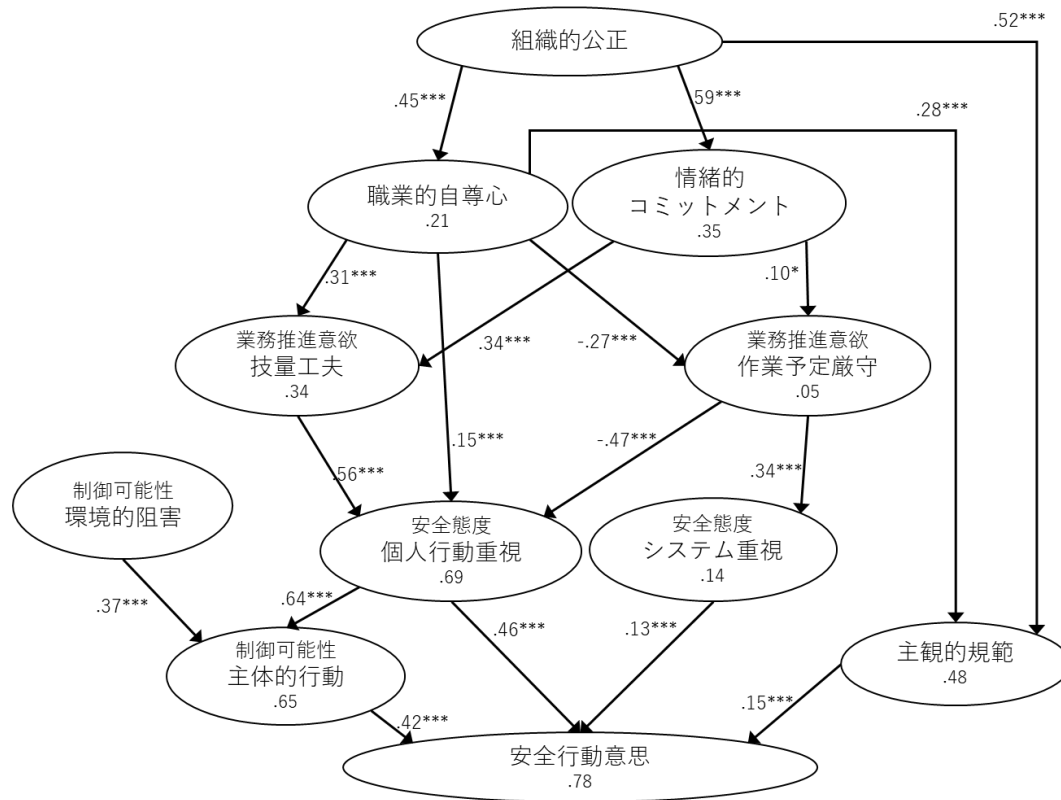 .52***
組織的公正
.45***
.59***
.28***
職業的自尊心
.21
情緒的
コミットメント
.35
.31***
.10*
業務推進意欲
技量工夫
.34
.34***
-.27***
業務推進意欲
作業予定厳守
.05
.56***
.15***
-.47***
.34***
制御可能性
環境的阻害
安全態度
個人行動重視
.69
安全態度
システム重視
.14
.37***
.64***
.46***
.13***
制御可能性
主体的行動
.65
主観的規範
.48
.42***
.15***
安全行動意思
.78